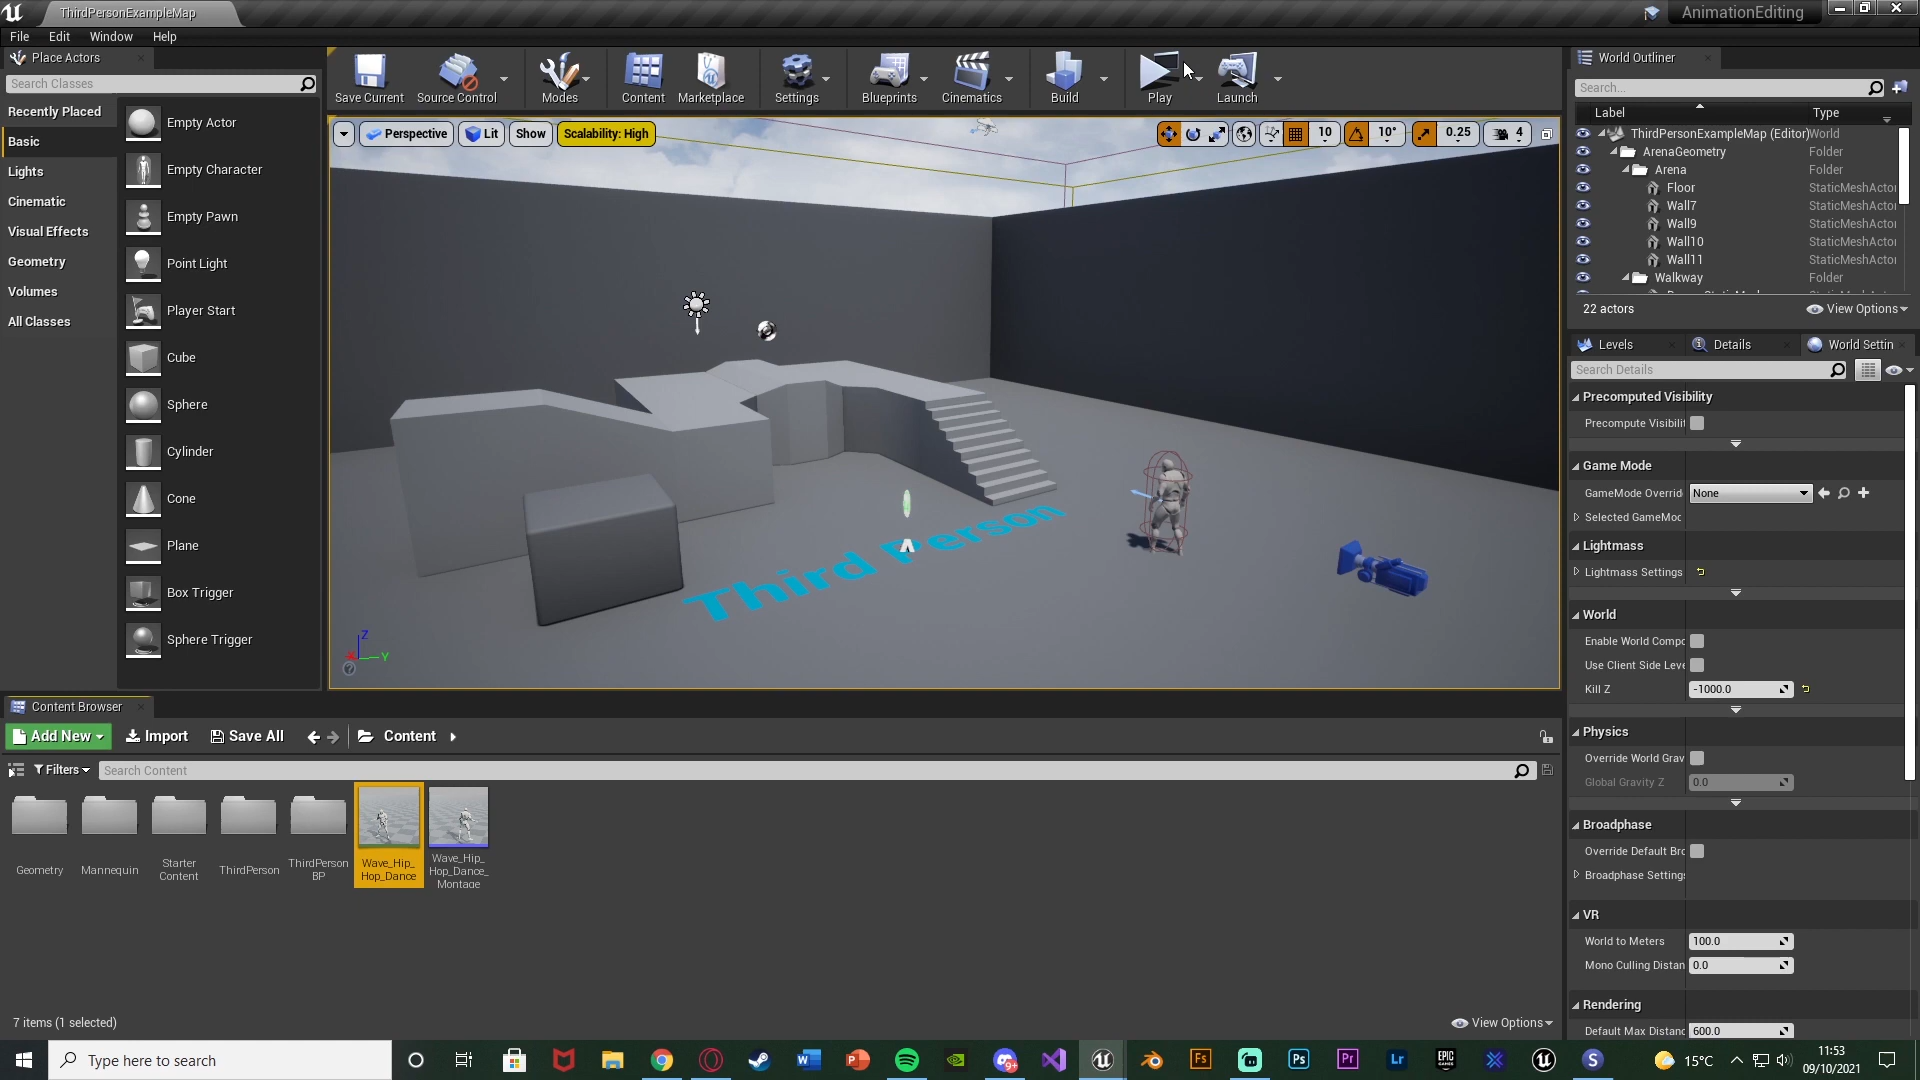 ThirdPersonExampleMap
AnimationEditing
File Edit Window Help
Place Actors
Search Classes
Recently Placed
Basic
Lights
Cinematic
Visual Effects
Geometry
Volumes
All Classes
Empty Actor
Empty Character
Empty Pawn
Point Light
Player Start
Cube
Sphere
Cylinder
Cone
Plane
Box Trigger
Sphere Trigger
Save Current Source Control Modes Content Marketplace Settings Blueprints Cinematics Build Play Launch
Perspective Lit Show Scalability: High 10 10° 0.25 4
Third Person
Z
X Y
World Outliner
Search...
Label Type
ThirdPersonExampleMap (Editor) World
ArenaGeometry Folder
Arena Folder
Floor StaticMeshActor
Wall7 StaticMeshActor
Wall9 StaticMeshActor
Wall10 StaticMeshActor
Wall11 StaticMeshActor
Walkway Folder
22 actors View Options
Levels Details World Settin
Search Details
Precomputed Visibility
Precompute Visibilit
Game Mode
GameMode Overrid None
Selected GameMod
Lightmass
Lightmass Settings
World
Enable World Compo
Use Client Side Leve
Kill Z -1000.0
Physics
Override World Grav
Global Gravity Z 0.0
Broadphase
Override Default Bro
Broadphase Settings
VR
World to Meters 100.0
Mono Culling Distan 0.0
Rendering
Default Max Distanc 600.0
Content Browser
Add New Import Save All Content
Filters Search Content
Geometry
Mannequin
Starter
Content
ThirdPerson
ThirdPerson
BP
Wave_Hip_
Hop_Dance
Wave_Hip_
Hop_Dance_
Montage
7 items (1 selected) View Options
Type here to search
15°C
11:53
09/10/2021